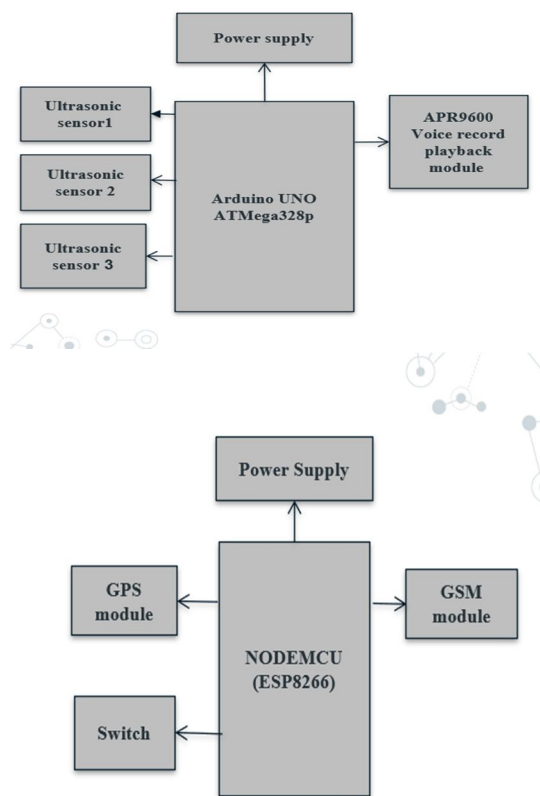 Power supply
Ultrasonic
sensor1
Ultrasonic
sensor 2
Ultrasonic
sensor 3
Arduino UNO
ATMega328p
APR9600
Voice record
playback
module
Power Supply
GPS
module
GSM
module
NODEMCU
(ESP8266)
Switch